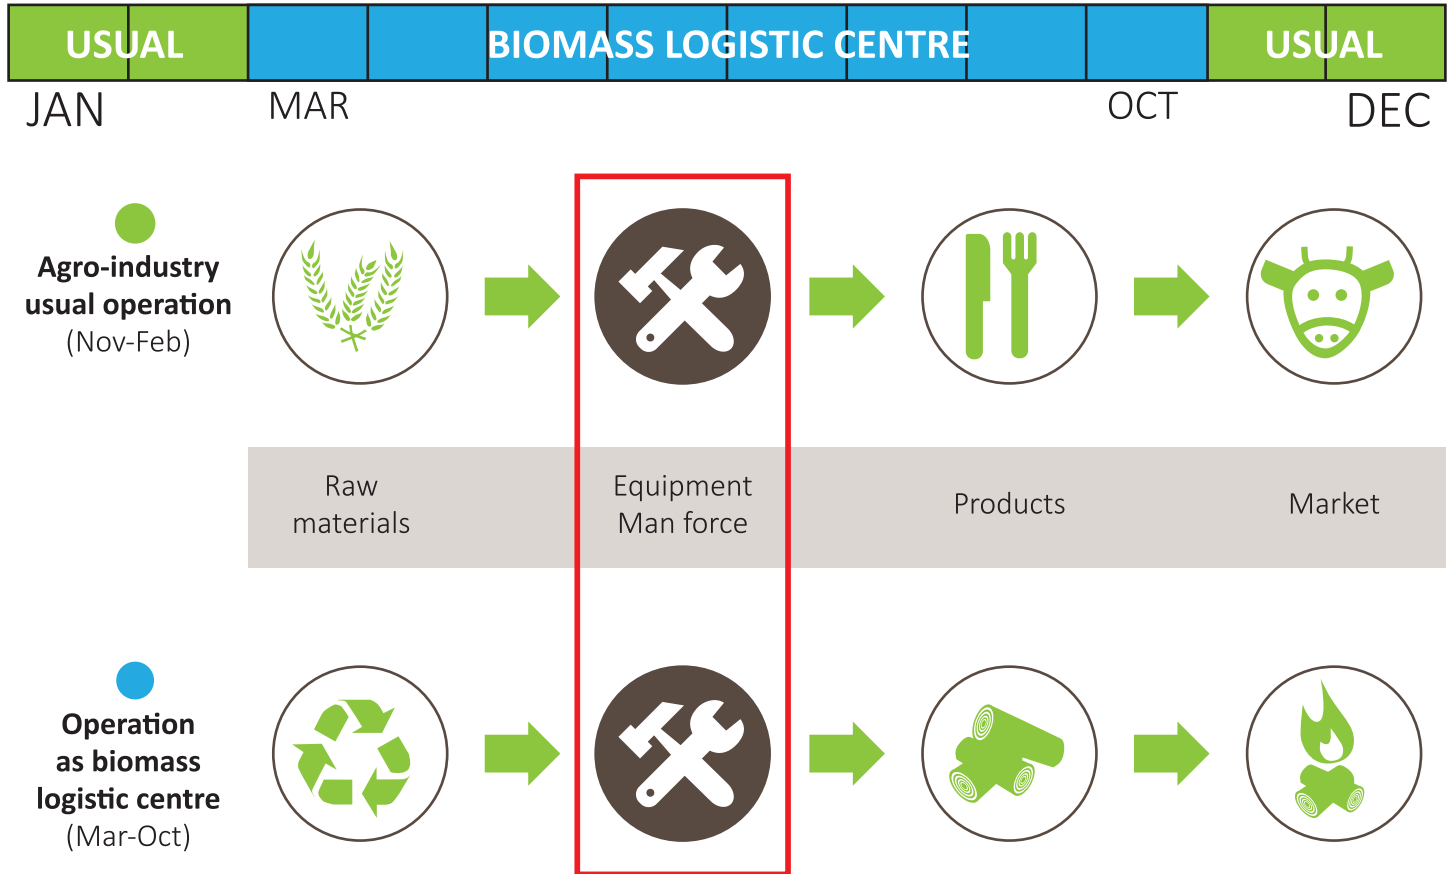 USUAL
BIOMASS LOGISTIC CENTRE
USUAL
JAN
MAR
OCT
DEC
Agro-industry
usual operation
(Nov-Feb)
Raw
materials
Equipment
Man force
Products
Market
Operation
as biomass
logistic centre
(Mar-Oct)